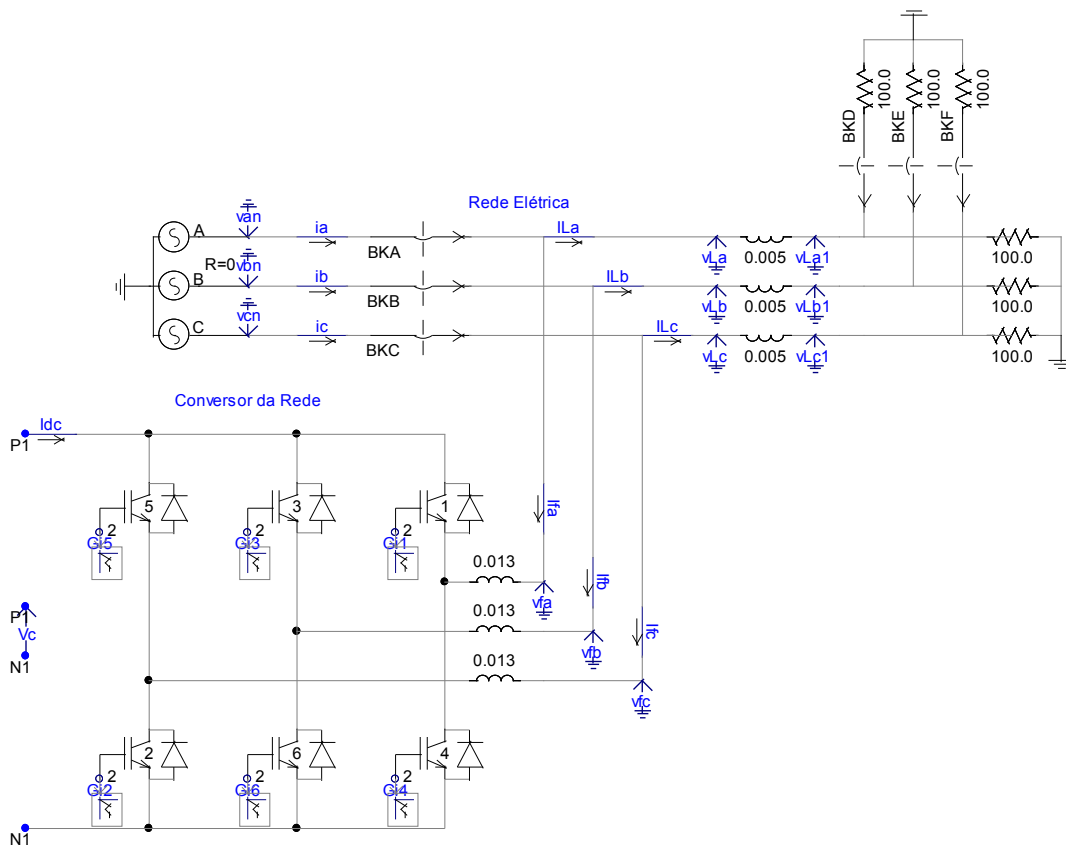 100.0
100.0
100.0
BKD
BKE
BKF
Rede Elétrica
van
A
ia
BKA
ILa
vLa
0.005
vLa1
100.0
R=0
vbn
B
ib
BKB
ILb
vLb
0.005
vLb1
100.0
vcn
C
ic
BKC
ILc
vLc
0.005
vLc1
100.0
Conversor da Rede
Idc
P1
5
3
1
2
2
2
Gi5
Gi3
Gi1
Ifa
Ifb
Ifc
0.013
vfa
0.013
vfb
0.013
vfc
P1
Vc
N1
2
6
4
2
2
2
Gi2
Gi6
Gi4
N1